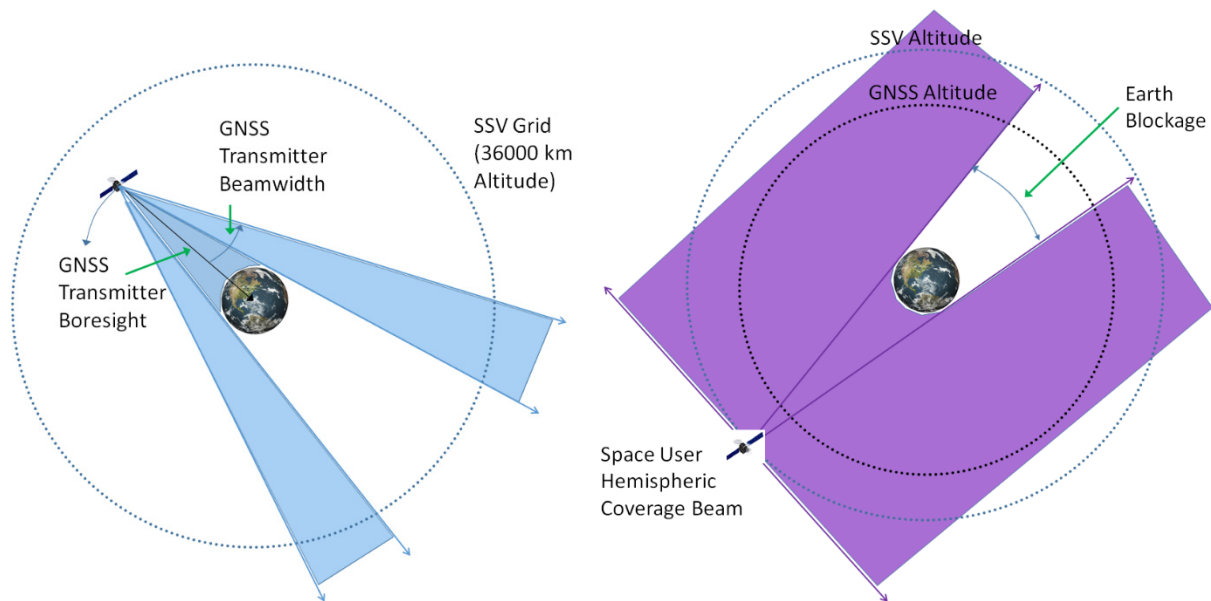 GNSS
Transmitter
Beamwidth
SSV Grid
(36000 km
Altitude)
GNSS
Transmitter
Boresight
SSV Altitude
GNSS Altitude
Earth
Blockage
Space User
Hemispheric
Coverage Beam